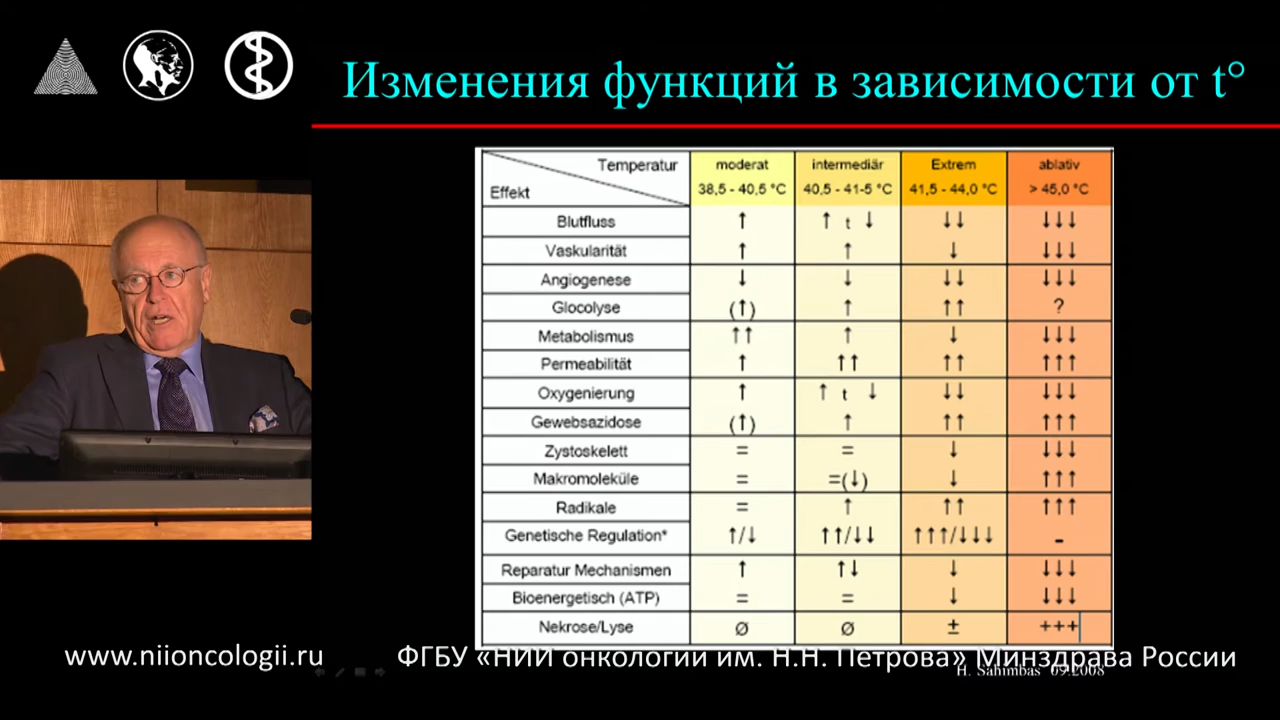 Изменения функций в зависимости от t°
Temperatur
Effekt
moderat
38,5 - 40,5 °C
intermediär
40,5 - 41-5 °C
Extrem
41,5 - 44,0 °C
ablativ
> 45,0 °C
Blutfluss ↑ ↑ t ↓ ↓↓ ↓↓↓
Vaskularität ↑ ↑ ↓ ↓↓↓
Angiogenese ↓ ↓ ↓↓ ↓↓↓
Glocolyse (↑) ↑ ↑↑ ?
Metabolismus ↑↑ ↑ ↓ ↓↓↓
Permeabilität ↑ ↑↑ ↑↑ ↑↑↑
Oxygenierung ↑ ↑ t ↓ ↓↓ ↓↓↓
Gewebsazidose (↑) ↑ ↑↑ ↑↑↑
Zystoskelett = = ↓ ↓↓↓
Makromoleküle = =(↓) ↓ ↑↑↑
Radikale = ↑ ↑↑ ↑↑↑
Genetische Regulation* ↑/↓ ↑↑/↓↓ ↑↑↑/↓↓↓ -
Reparatur Mechanismen ↑ ↑↓ ↓ ↓↓↓
Bioenergetisch (ATP) = = ↓ ↓↓↓
Nekrose/Lyse Ø Ø ± +++
www.niioncologii.ru
ФГБУ «НИИ онкологии им. Н.Н. Петрова» Минздрава России
H. Sahimbas 09.2008